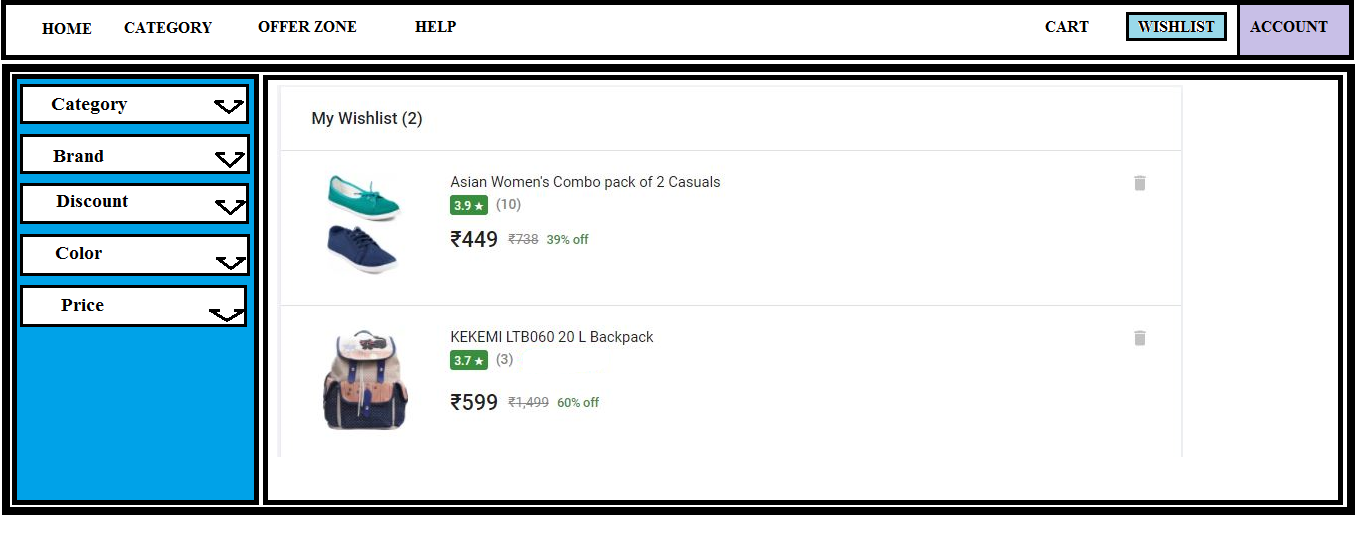 HOME CATEGORY OFFER ZONE HELP CART WISHLIST ACCOUNT
Category
Brand
Discount
Color
Price
My Wishlist (2)
Asian Women's Combo pack of 2 Casuals
3.9 ★ (10)
₹449 ₹738 39% off
KEKEMI LTB060 20 L Backpack
3.7 ★ (3)
₹599 ₹1,499 60% off